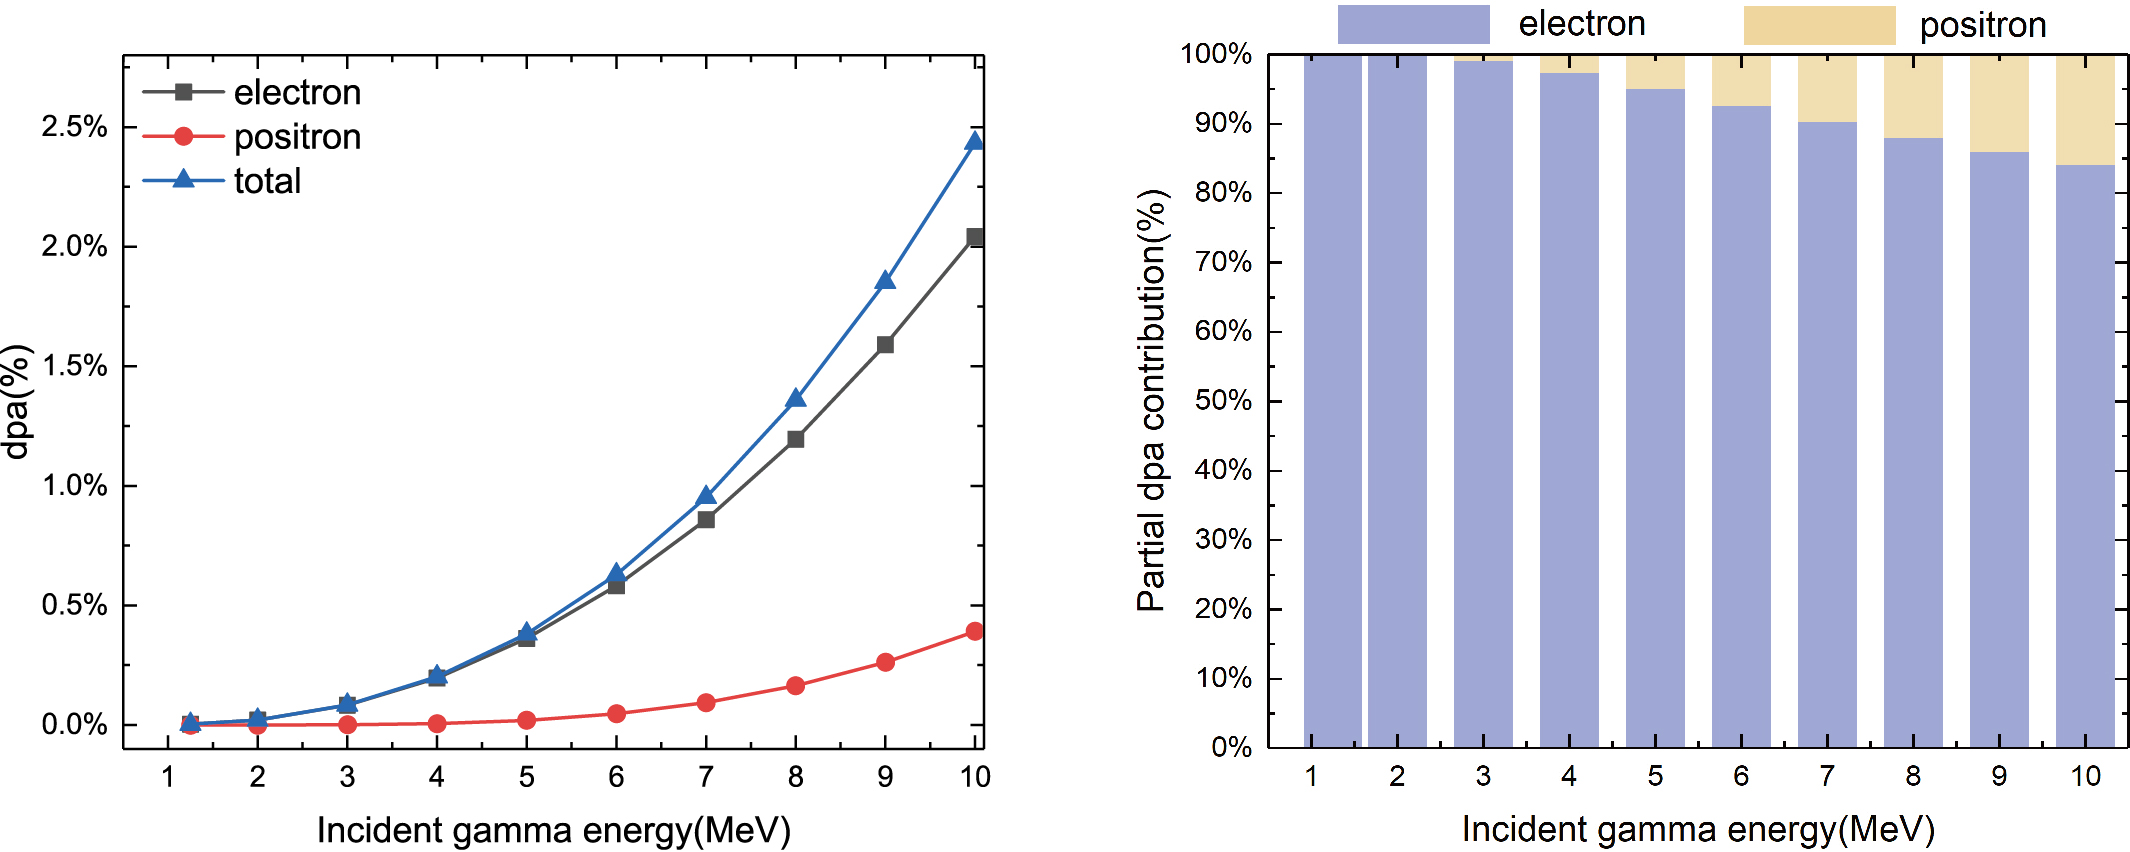 electron
positron
total
2.5%
2.0%
1.5%
1.0%
0.5%
0.0%
dpa(%)
1 2 3 4 5 6 7 8 9 10
Incident gamma energy(MeV)
electron positron
100%
90%
80%
70%
60%
50%
40%
30%
20%
10%
0%
Partial dpa contribution(%)
1 2 3 4 5 6 7 8 9 10
Incident gamma energy(MeV)